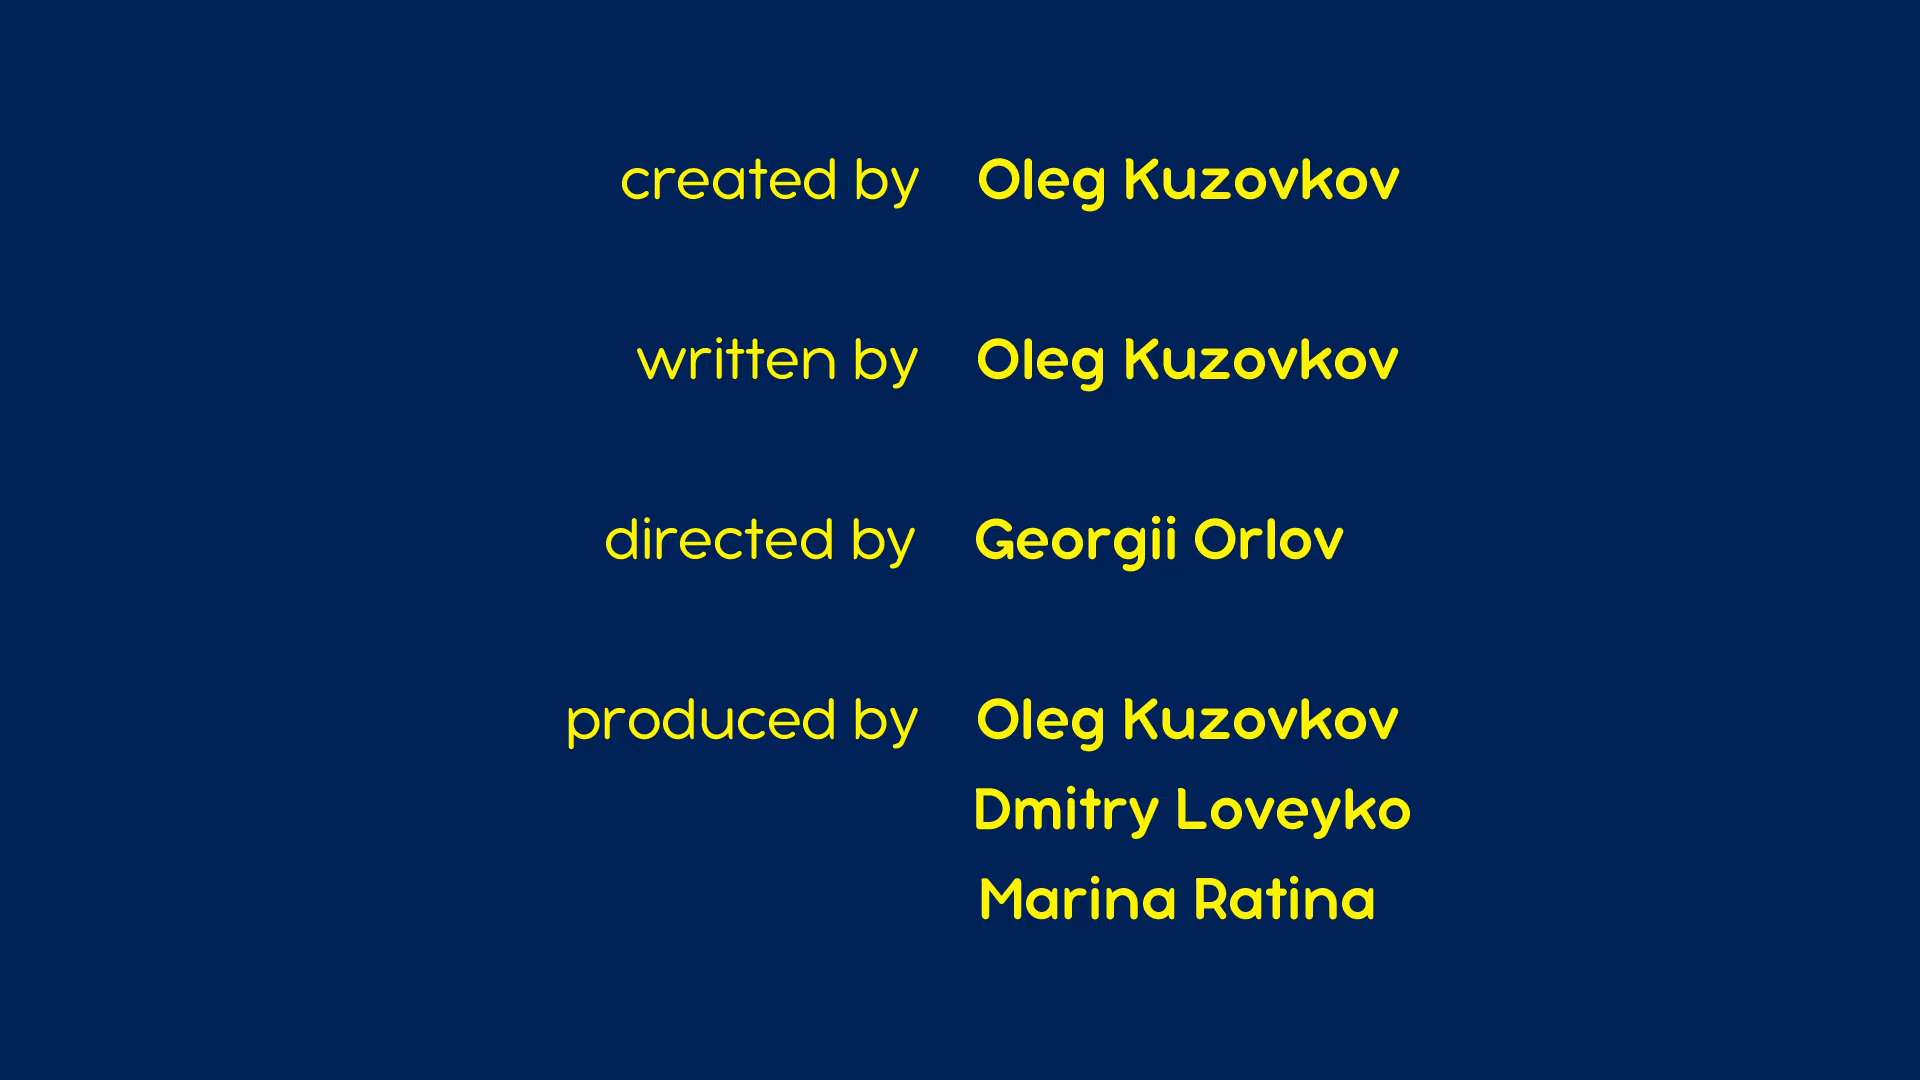 created by Oleg Kuzovkov
written by Oleg Kuzovkov
directed by Georgii Orlov
produced by Oleg Kuzovkov
Dmitry Loveyko
Marina Ratina